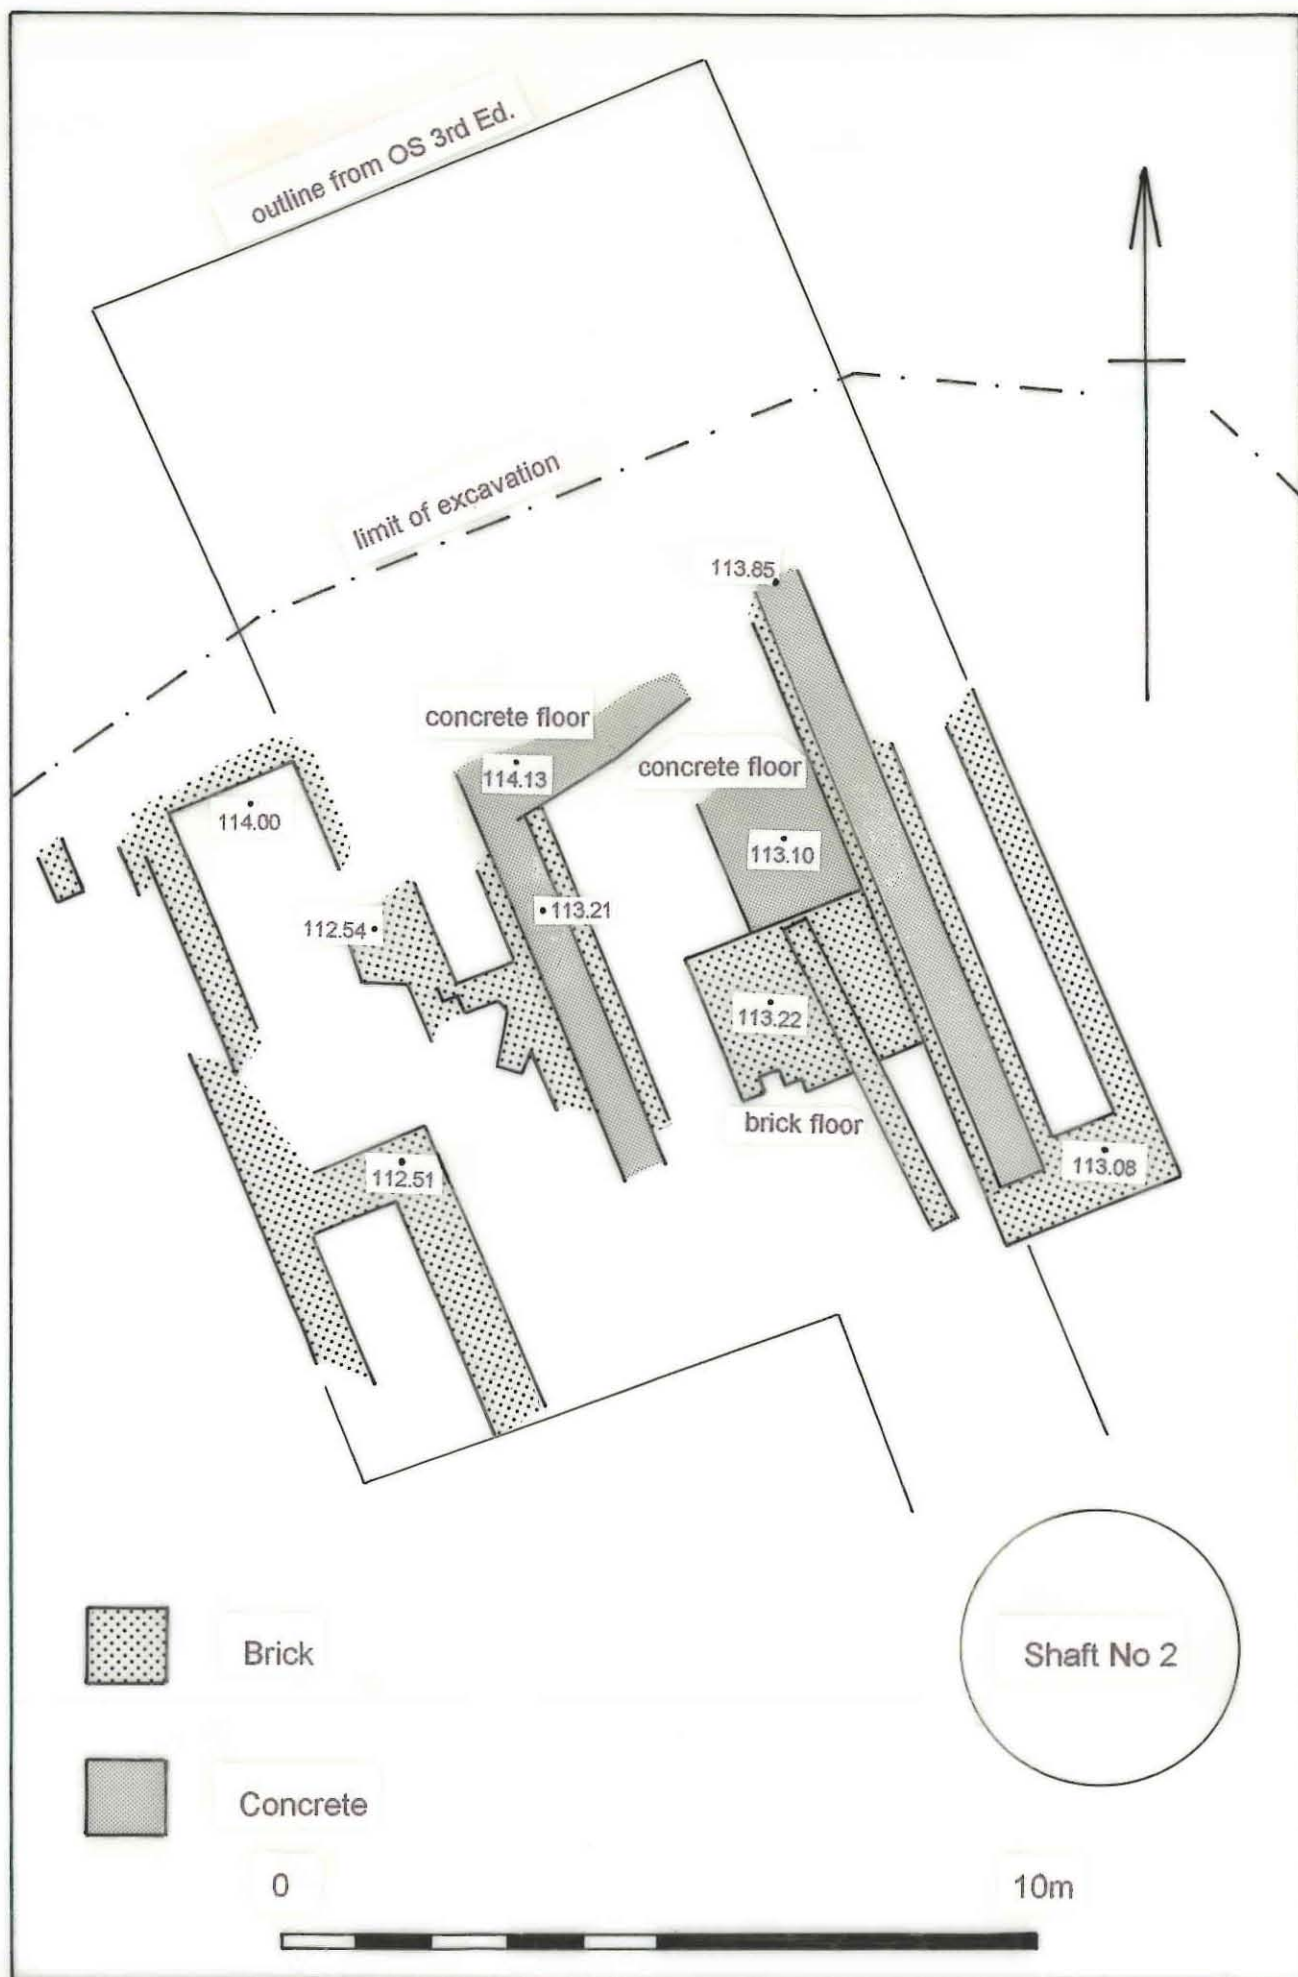 outline from OS 3rd Ed.
limit of excavation
113.85
concrete floor
114.13
concrete floor
114.00
113.10
113.21
112.54
113.22
brick floor
112.51
113.08
Brick
Shaft No 2
Concrete
0
10m